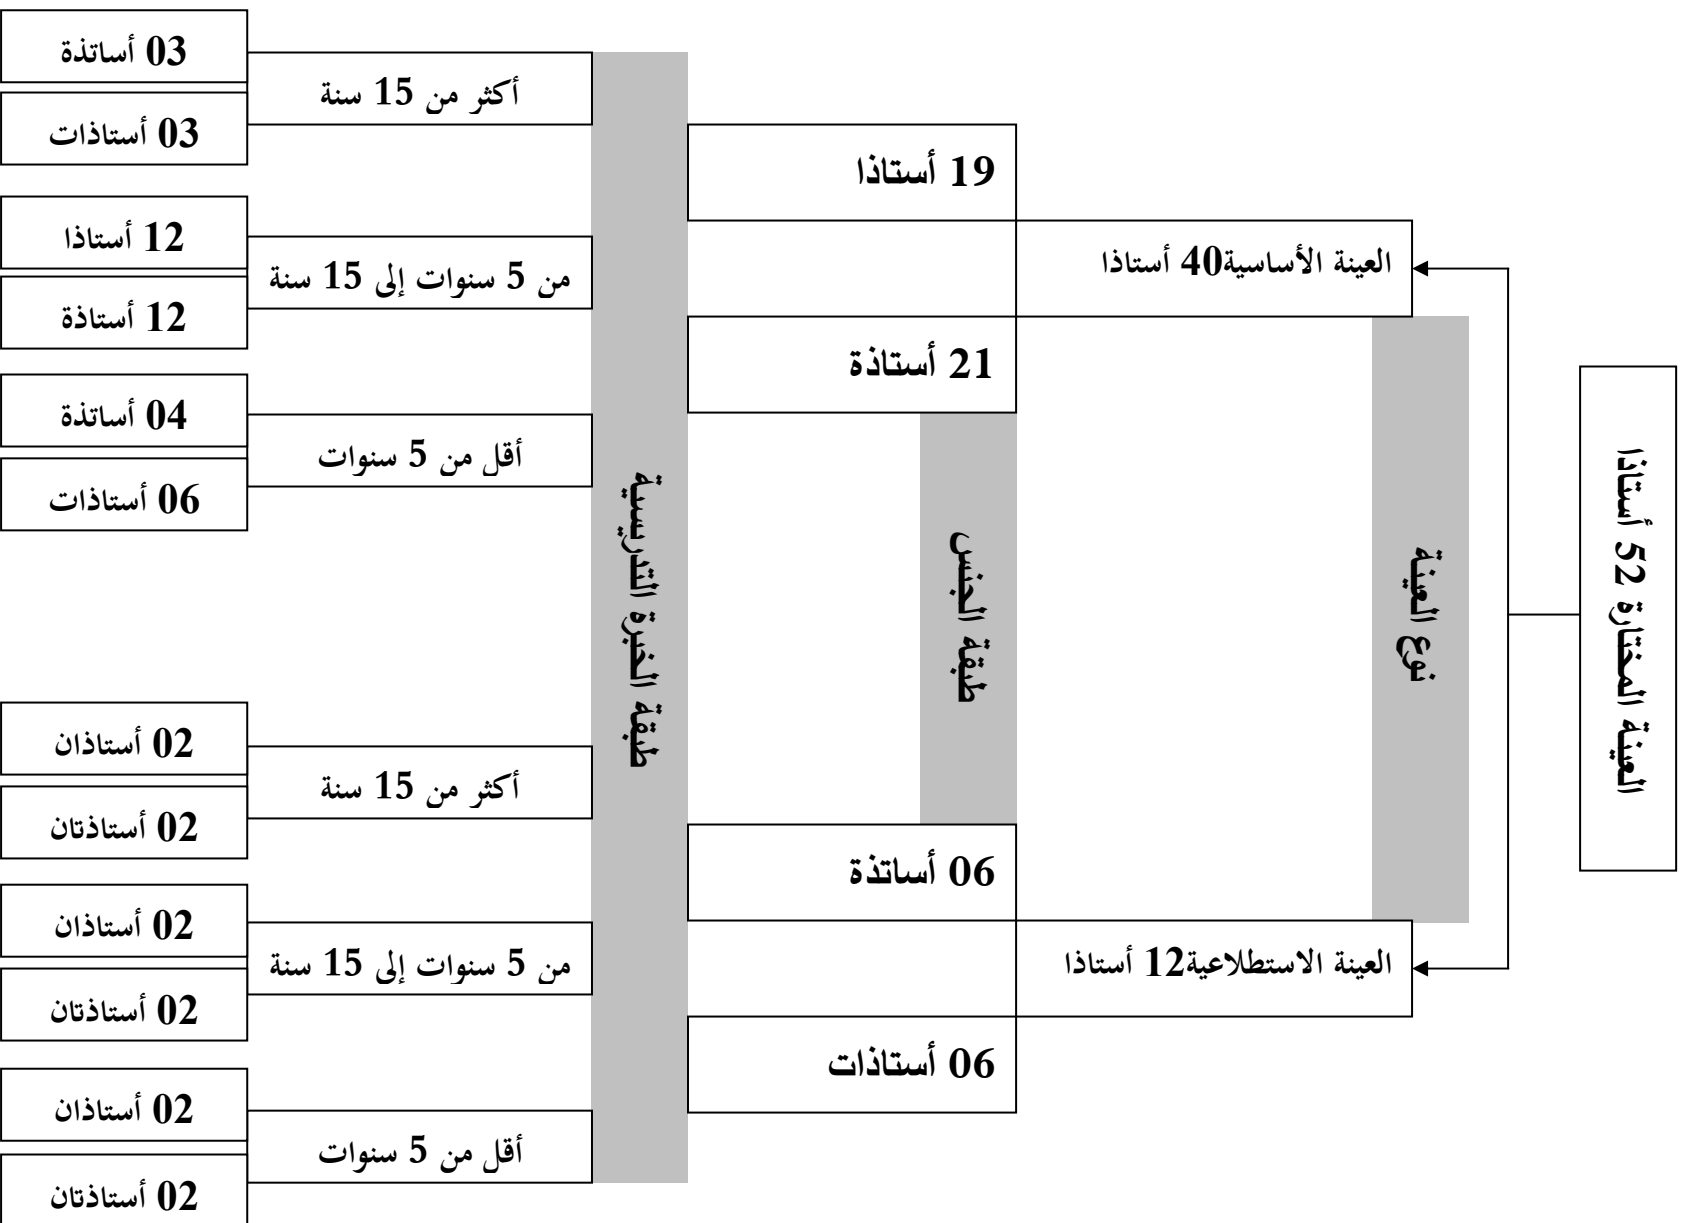 العينة المختارة 52 أستاذا
نوع العينة
العينة الأساسية40 أستاذا
العينة الاستطلاعية12 أستاذا
طبقة الجنس
19 أستاذا
21 أستاذة
06 أساتذة
06 أستاذات
طبقة الخبرة التدريسية
أكثر من 15 سنة
03 أساتذة
03 أستاذات
من 5 سنوات إلى 15 سنة
12 أستاذا
12 أستاذة
أقل من 5 سنوات
04 أساتذة
06 أستاذات
أكثر من 15 سنة
02 أستاذان
02 أستاذتان
من 5 سنوات إلى 15 سنة
02 أستاذان
02 أستاذتان
أقل من 5 سنوات
02 أستاذان
02 أستاذتان